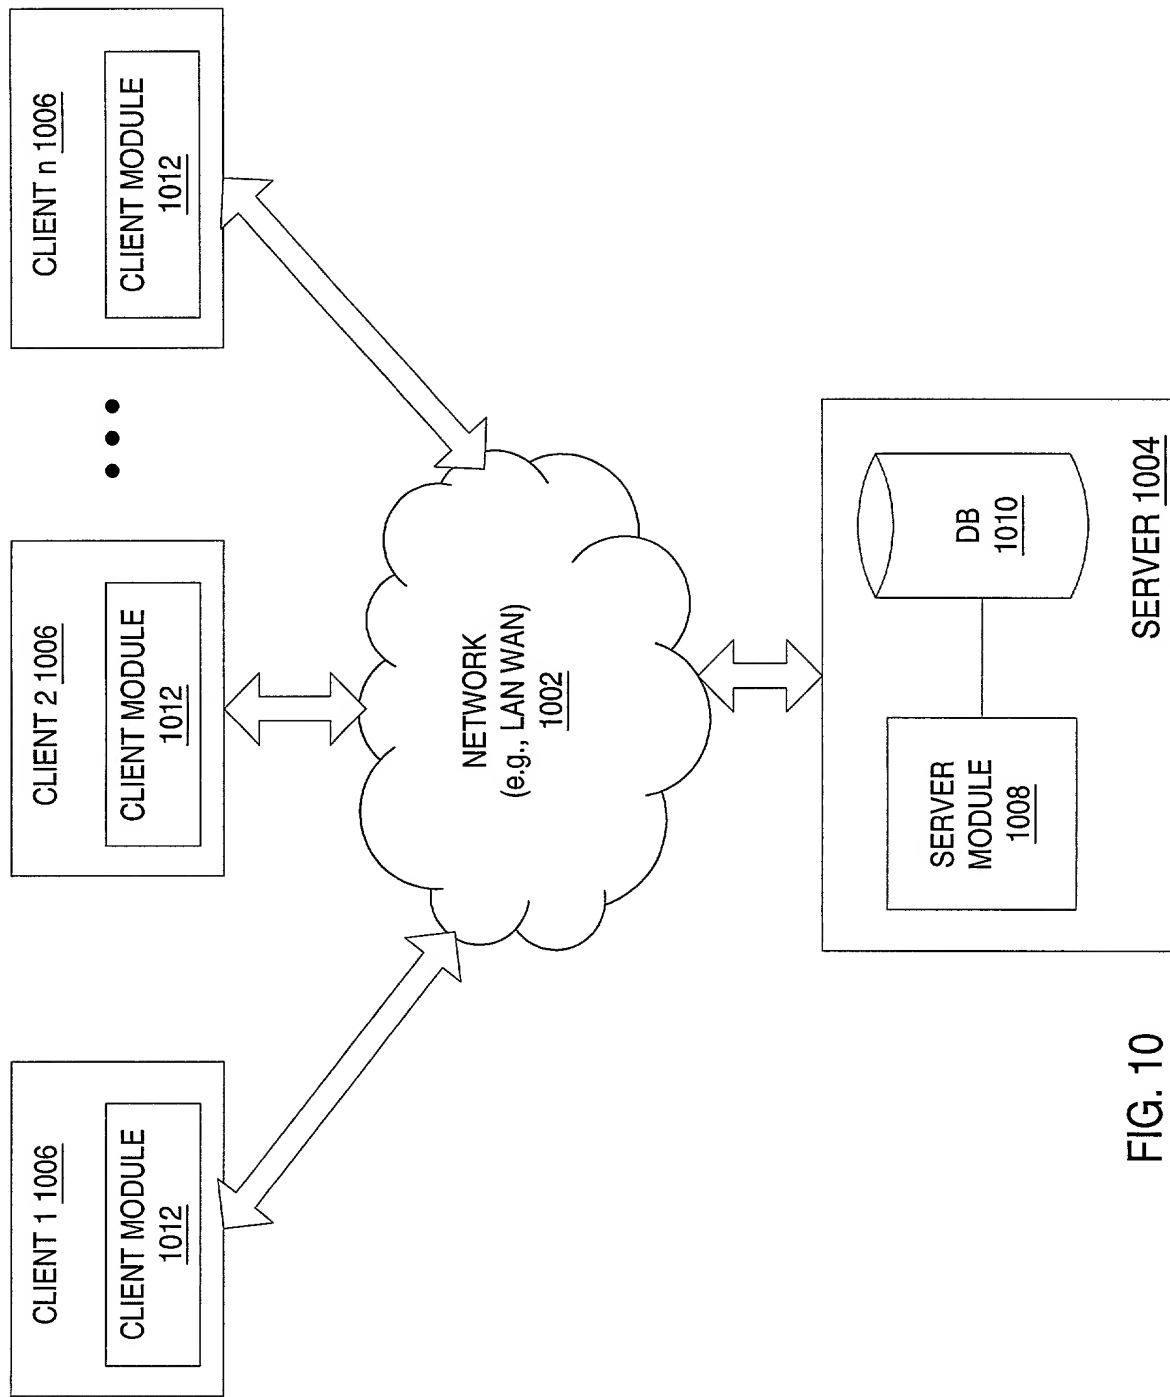 CLIENT 1 1006
CLIENT MODULE
1012
CLIENT 2 1006
CLIENT MODULE
1012
CLIENT n 1006
CLIENT MODULE
1012
NETWORK
(e.g., LAN WAN)
1002
SERVER
MODULE
1008
DB
1010
SERVER 1004
FIG. 10